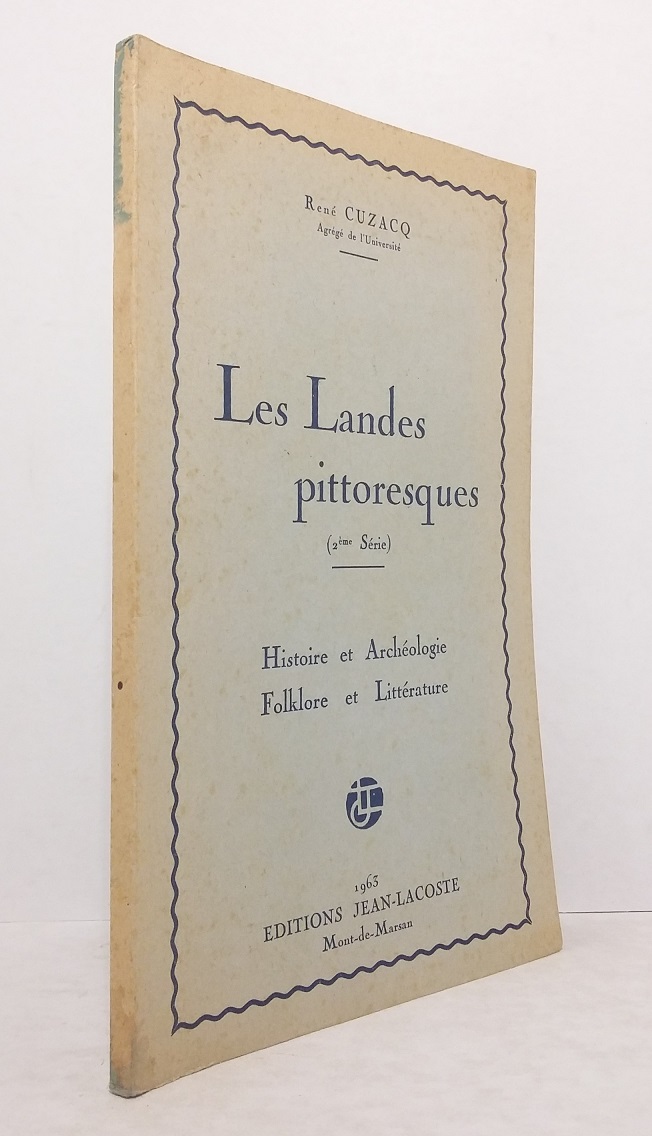 René CUZACQ
Agrégé de l'Université
Les Landes
pittoresques
(2ème Série)
Histoire et Archéologie
Folklore et Littérature
1963
EDITIONS JEAN-LACOSTE
Mont-de-Marsan